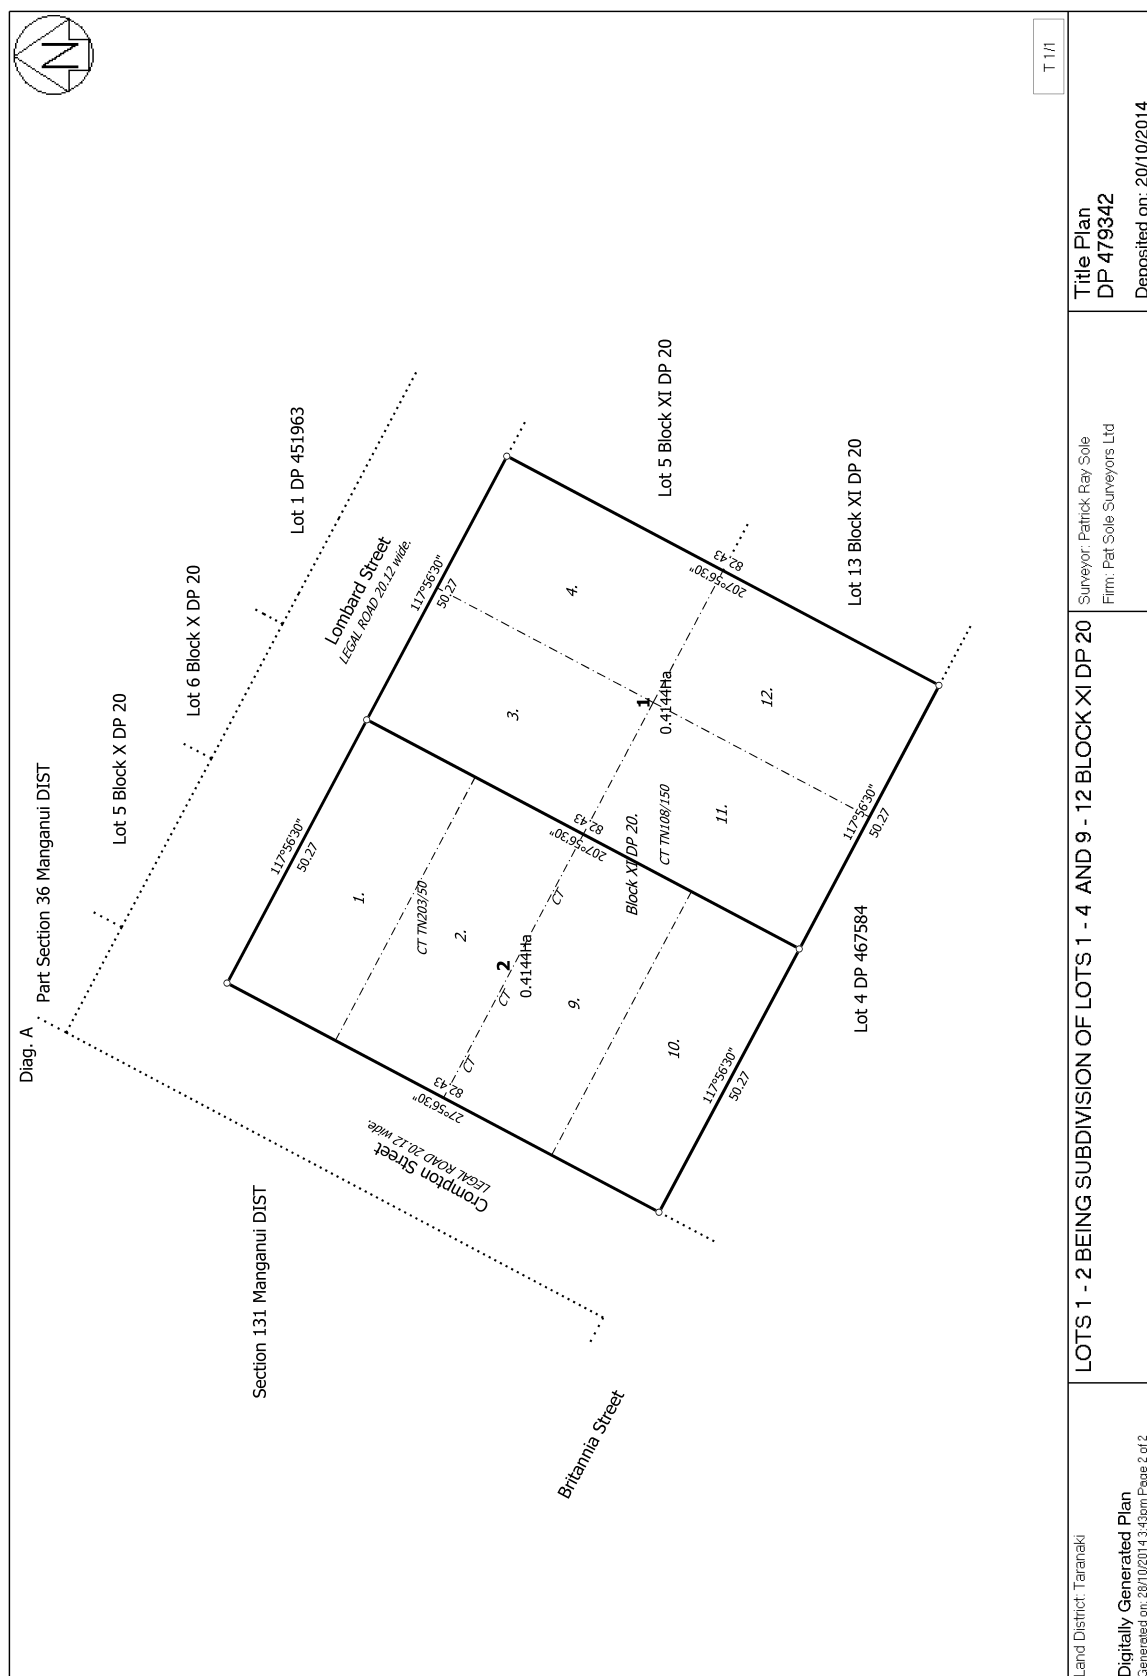 N
Diag. A
Part Section 36 Manganui DIST
Lot 5 Block X DP 20
Lot 6 Block X DP 20
Lot 1 DP 451963
Lombard Street
LEGAL ROAD 20.12 wide.
117°56'30"
50.27
117°56'30"
50.27
Section 131 Manganui DIST
Crompton Street
LEGAL ROAD 20.12 wide.
27°56'30"
82.43
CT
CT
CT
1.
CT TN203/50
2.
2
0.4144Ha
9.
10.
207°56'30"
82.43
Block XI DP 20.
CT TN108/150
3.
4.
1
0.4144Ha
11.
12.
207°56'30"
82.43
Lot 5 Block XI DP 20
Lot 13 Block XI DP 20
117°56'30"
50.27
117°56'30"
50.27
Lot 4 DP 467584
Britannia Street
T 1/1
Land District: Taranaki
Digitally Generated Plan
Generated on: 28/10/2014 3:43pm Page 2 of 2
LOTS 1 - 2 BEING SUBDIVISION OF LOTS 1 - 4 AND 9 - 12 BLOCK XI DP 20
Surveyor: Patrick Ray Sole
Firm: Pat Sole Surveyors Ltd
Title Plan
DP 479342
Deposited on: 20/10/2014